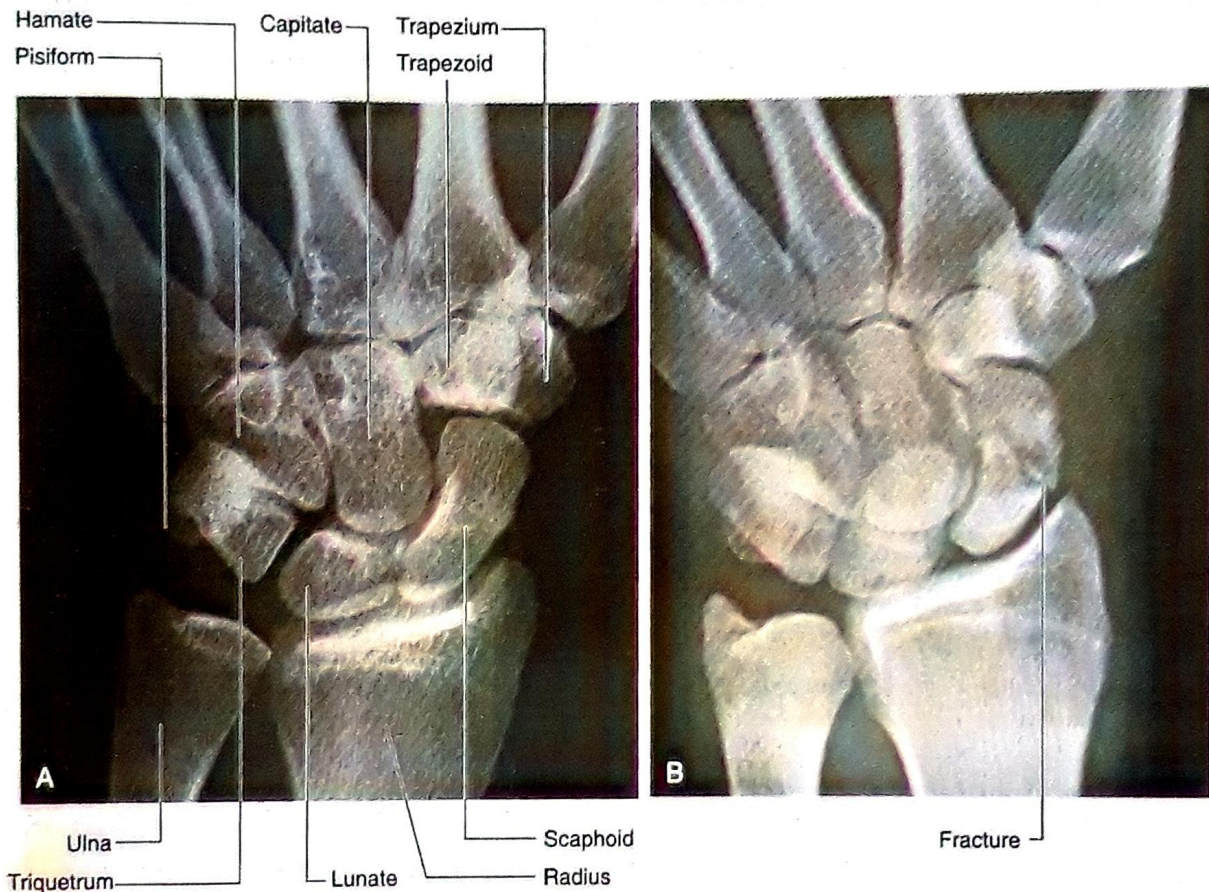 Hamate
Capitate
Trapezium
Pisiform
Trapezoid
A
B
Ulna
Scaphoid
Fracture
Triquetrum
Lunate
Radius